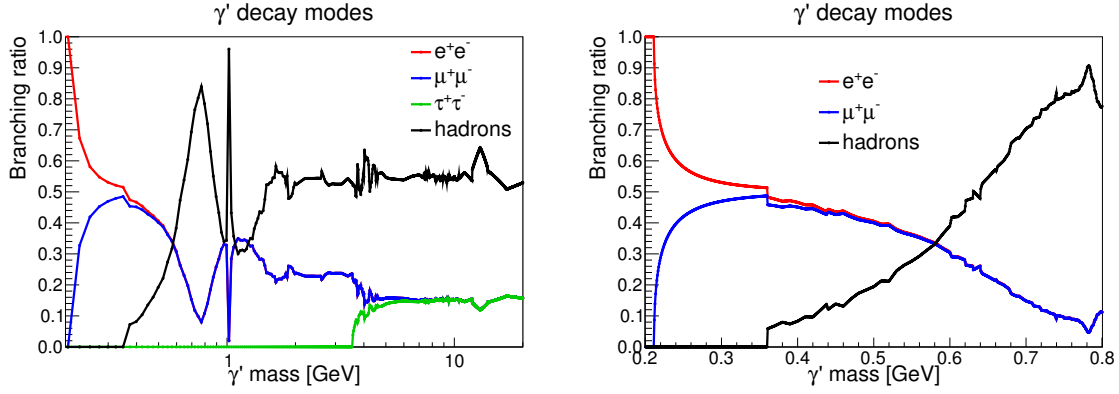 γ' decay modes
Branching ratio
1.0
0.9
0.8
0.7
0.6
0.5
0.4
0.3
0.2
0.1
0.0
e⁺e⁻
μ⁺μ⁻
τ⁺τ⁻
hadrons
1
10
γ' mass [GeV]
γ' decay modes
Branching ratio
1.0
0.9
0.8
0.7
0.6
0.5
0.4
0.3
0.2
0.1
0.0
e⁺e⁻
μ⁺μ⁻
hadrons
0.2
0.3
0.4
0.5
0.6
0.7
0.8
γ' mass [GeV]